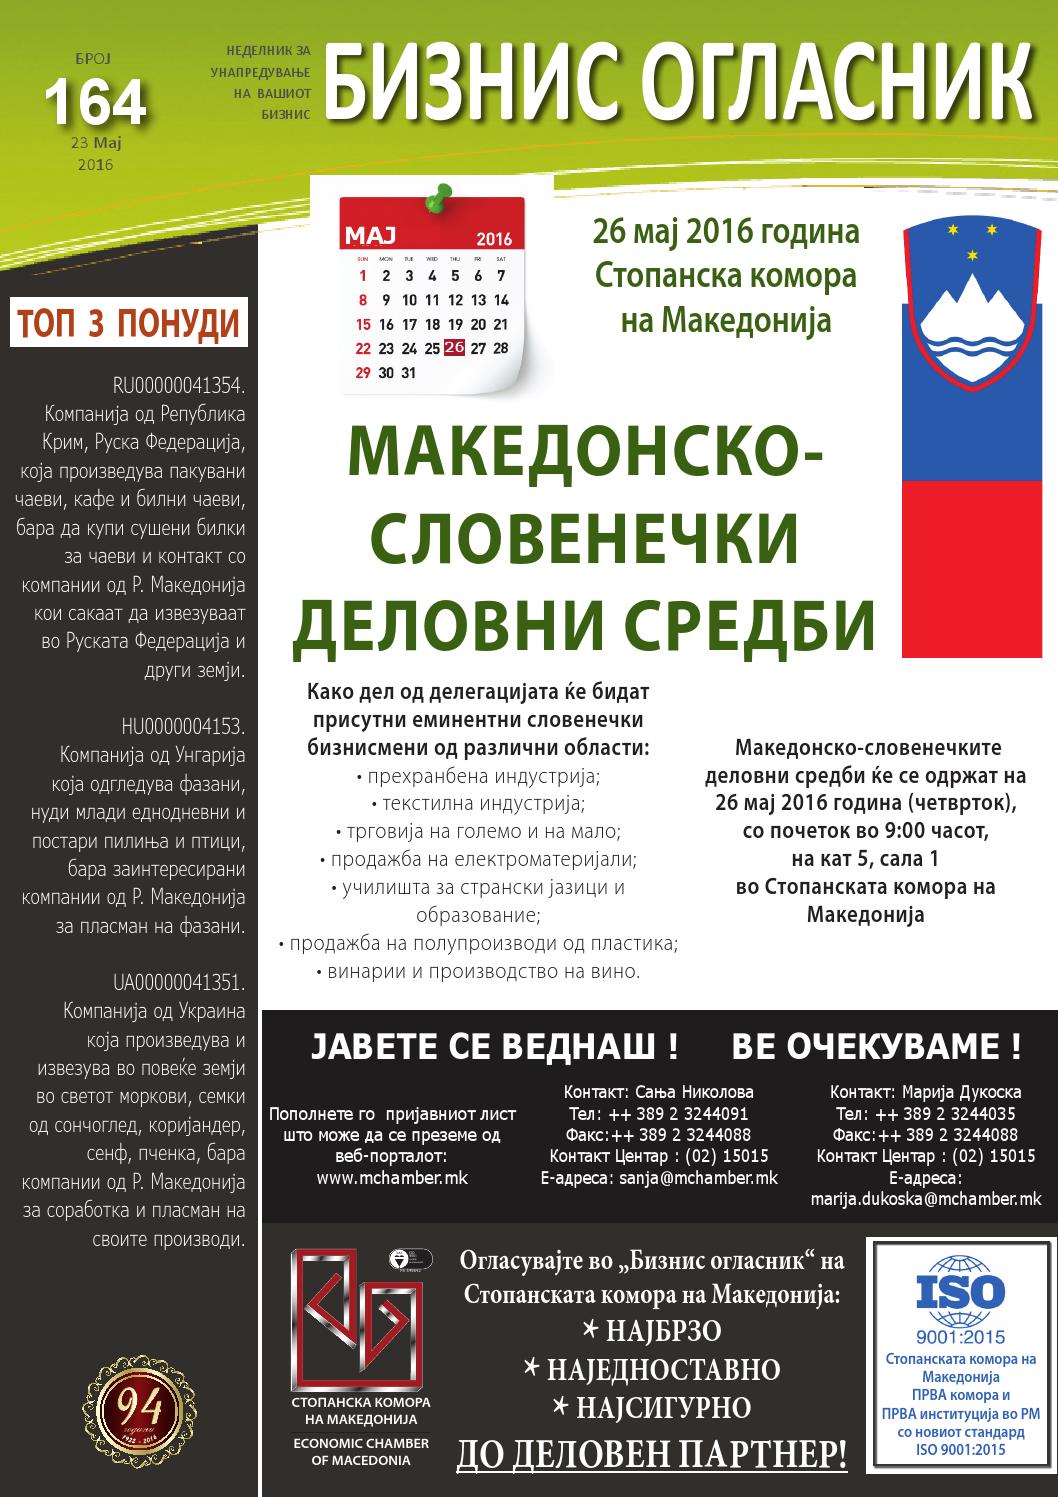 БРОЈ
164
23 Мај
2016
НЕДЕЛНИК ЗА
УНАПРЕДУВАЊЕ
НА ВАШИОТ
БИЗНИС
БИЗНИС ОГЛАСНИК
МАЈ 2016
SUN MON TUE WED THU FRI SAT
1 2 3 4 5 6 7
8 9 10 11 12 13 14
15 16 17 18 19 20 21
22 23 24 25 26 27 28
29 30 31
26 мај 2016 година
Стопанска комора
на Македонија
МАКЕДОНСКО-
СЛОВЕНЕЧКИ
ДЕЛОВНИ СРЕДБИ
ТОП 3 ПОНУДИ
RU00000041354.
Компанија од Република
Крим, Руска Федерација,
која произведува пакувани
чаеви, кафе и билни чаеви,
бара да купи сушени билки
за чаеви и контакт со
компании од Р. Македонија
кои сакаат да извезуваат
во Руската Федерација и
други земји.
HU0000004153.
Компанија од Унгарија
која одгледува фазани,
нуди млади еднодневни и
постари пилиња и птици,
бара заинтересирани
компании од Р. Македонија
за пласман на фазани.
UA00000041351.
Компанија од Украина
која произведува и
извезува во повеќе земји
во светот моркови, семки
од сончоглед, коријандер,
сенф, пченка, бара
компании од Р. Македонија
за соработка и пласман на
своите производи.
94
години
1922 - 2016
Како дел од делегацијата ќе бидат
присутни еминентни словенечки
бизнисмени од различни области:
• прехранбена индустрија;
• текстилна индустрија;
• трговија на големо и на мало;
• продажба на електроматеријали;
• училишта за странски јазици и
образование;
• продажба на полупроизводи од пластика;
• винарии и производство на вино.
Македонско-словенечките
деловни средби ќе се одржат на
26 мај 2016 година (четврток),
со почеток во 9:00 часот,
на кат 5, сала 1
во Стопанската комора на
Македонија
ЈАВЕТЕ СЕ ВЕДНАШ ! ВЕ ОЧЕКУВАМЕ !
Пополнете го пријавниот лист
што може да се преземе од
веб-порталот:
www.mchamber.mk
Контакт: Сања Николова
Тел: ++ 389 2 3244091
Факс:++ 389 2 3244088
Контакт Центар : (02) 15015
Е-адреса: sanja@mchamber.mk
Контакт: Марија Дукоска
Тел: ++ 389 2 3244035
Факс:++ 389 2 3244088
Контакт Центар : (02) 15015
Е-адреса:
marija.dukoska@mchamber.mk
СТОПАНСКА КОМОРА
НА МАКЕДОНИЈА
ECONOMIC CHAMBER
OF MACEDONIA
Огласувајте во „Бизнис огласник“ на
Стопанската комора на Македонија:
* НАЈБРЗО
* НАЈЕДНОСТАВНО
* НАЈСИГУРНО
ДО ДЕЛОВЕН ПАРТНЕР!
ISO
9001:2015
Стопанската комора на
Македонија
ПРВА комора и
ПРВА институција во РМ
со новиот стандард
ISO 9001:2015